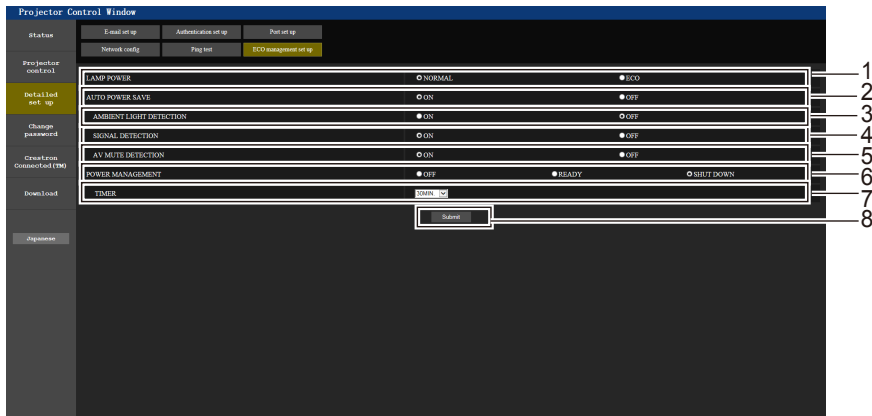 Projector Control Window
Status
Projector
control
Detailed
set up
Change
password
Crestron
Connected(TM)
Download
Japanese
E-mail set up Authentication set up Port set up
Network config Ping test ECO management set up
LAMP POWER NORMAL ECO 1
AUTO POWER SAVE ON OFF 2
AMBIENT LIGHT DETECTION ON OFF 3
SIGNAL DETECTION ON OFF 4
AV MUTE DETECTION ON OFF 5
POWER MANAGEMENT OFF READY SHUT DOWN 6
TIMER 30MIN. 7
Submit 8